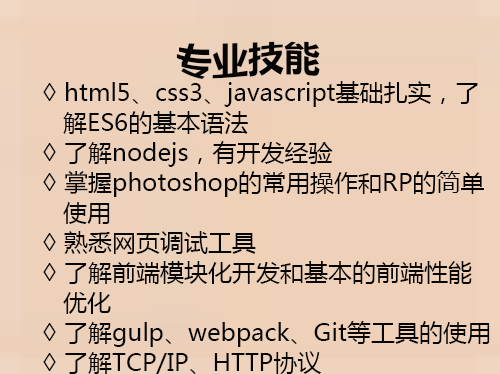 专业技能
◊ html5、css3、javascript基础扎实，了
解ES6的基本语法
◊ 了解nodejs，有开发经验
◊ 掌握photoshop的常用操作和RP的简单
使用
◊ 熟悉网页调试工具
◊ 了解前端模块化开发和基本的前端性能
优化
◊ 了解gulp、webpack、Git等工具的使用
◊ 了解TCP/IP、HTTP协议